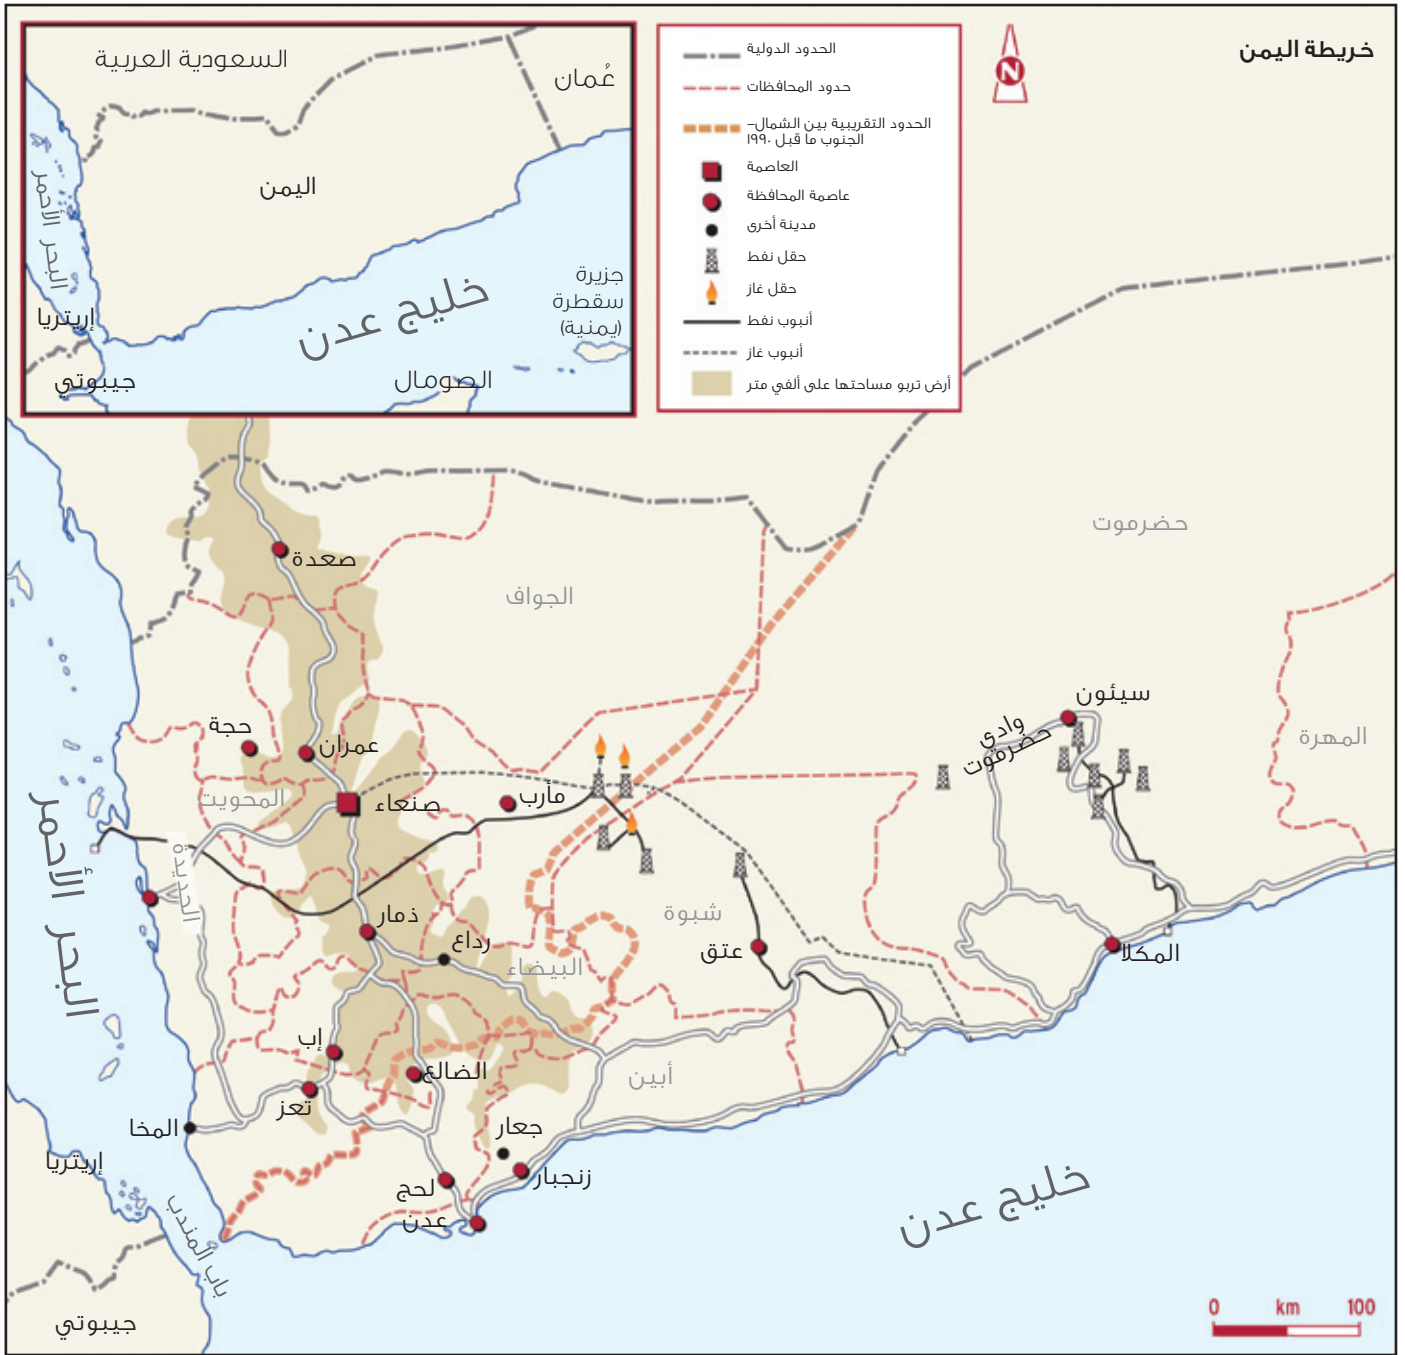 خريطة اليمن
N
السعودية العربية
عُمان
اليمن
البحر الأحمر
خليج عدن
جزيرة
سقطرة
(يمنية)
إريتريا
جيبوتي
الصومال
الحدود الدولية
حدود المحافظات
الحدود التقريبية بين الشمال-
الجنوب ما قبل ١٩٩٠
العاصمة
عاصمة المحافظة
مدينة أخرى
حقل نفط
حقل غاز
أنبوب نفط
أنبوب غاز
أرض تربو مساحتها على ألفي متر
حضرموت
صعدة
الجواف
سيئون
وادي
حضرموت
المهرة
حجة
عمران
المحويت
صنعاء
مأرب
الحديدة
البحر الأحمر
ذمار
رداع
البيضاء
شبوة
عتق
المكلا
إب
الضالع
أبين
تعز
المخا
جعار
زنجبار
لحج
عدن
إريتريا
باب المندب
خليج عدن
جيبوتي
0 km 100